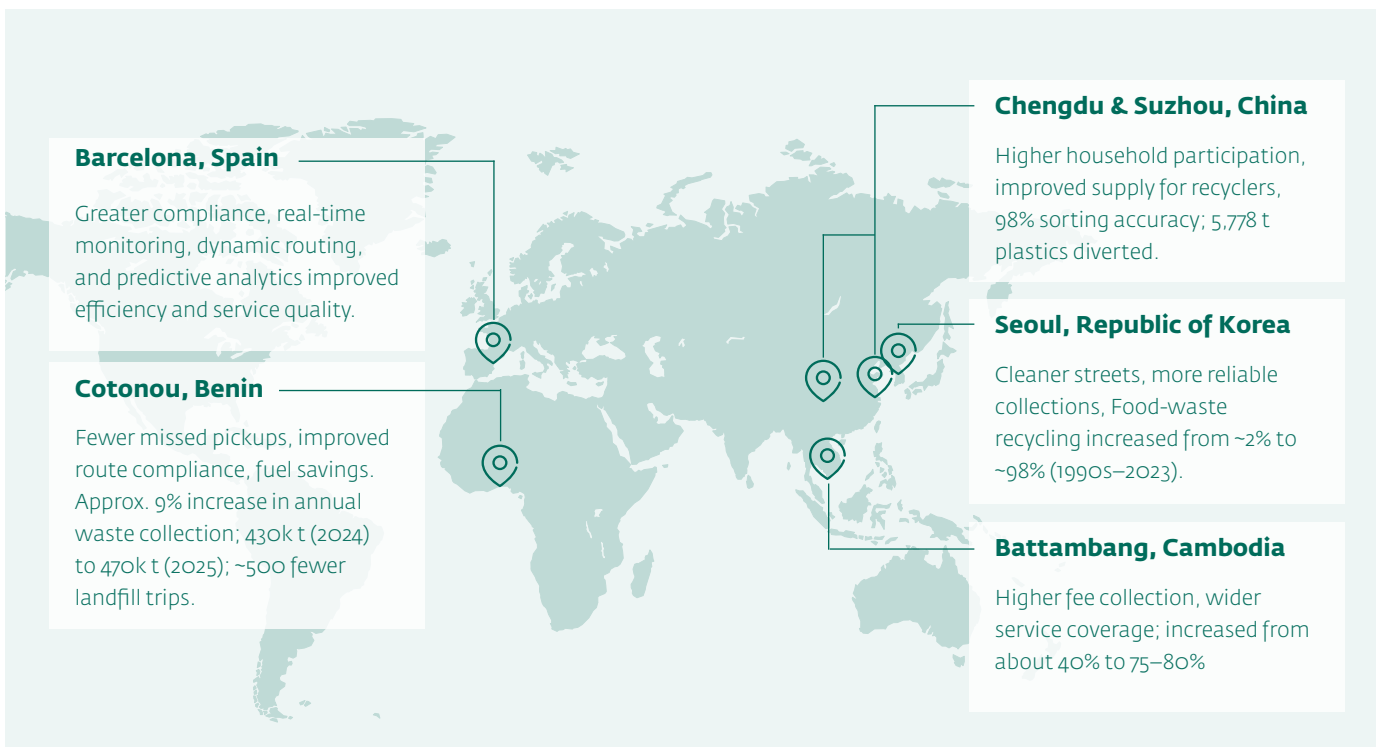 Barcelona, Spain
Greater compliance, real-time
monitoring, dynamic routing,
and predictive analytics improved
efficiency and service quality.
Cotonou, Benin
Fewer missed pickups, improved
route compliance, fuel savings.
Approx. 9% increase in annual
waste collection; 430k t (2024)
to 470k t (2025); ~500 fewer
landfill trips.
Chengdu & Suzhou, China
Higher household participation,
improved supply for recyclers,
98% sorting accuracy; 5,778 t
plastics diverted.
Seoul, Republic of Korea
Cleaner streets, more reliable
collections, Food-waste
recycling increased from ~2% to
~98% (1990s–2023).
Battambang, Cambodia
Higher fee collection, wider
service coverage; increased from
about 40% to 75–80%